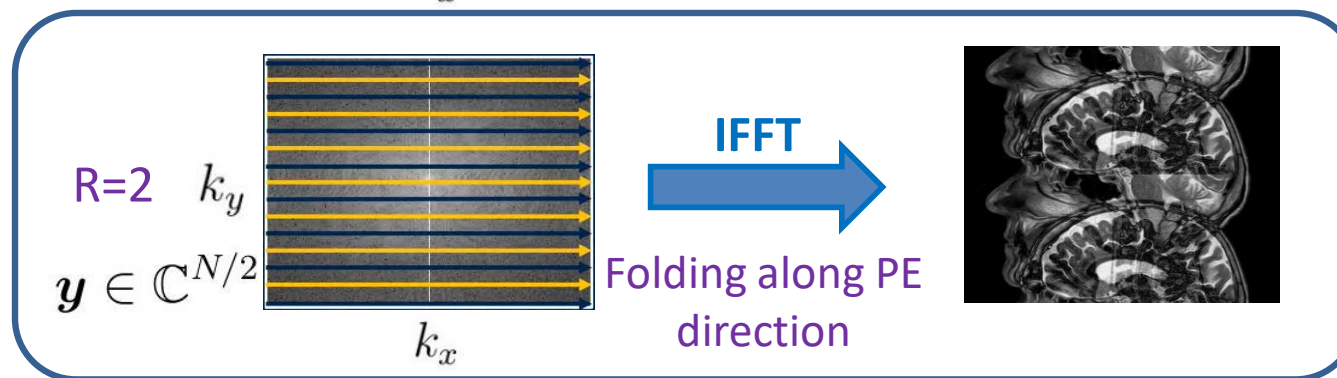 R=2
k_y
y ∈ ℂ^{N/2}
k_x
IFFT
Folding along PE
direction